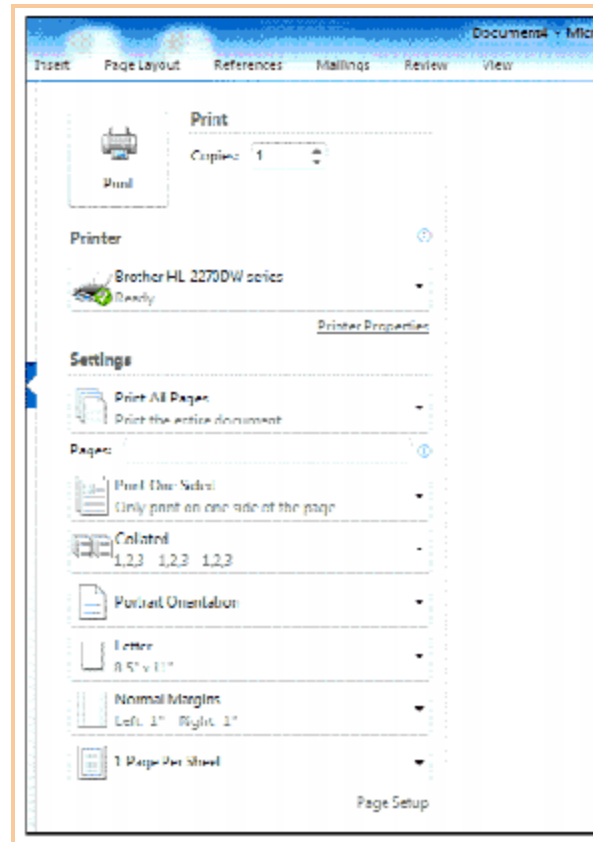 Document4 - Micr
Insert Page Layout References Mailings Review View
Print
Copies: 1
Print
Printer
Brother HL-2270DW series
Ready
Printer Properties
Settings
Print All Pages
Print the entire document
Pages:
Print One Sided
Only print on one side of the page
Collated
1,2,3 1,2,3 1,2,3
Portrait Orientation
Letter
8.5" x 11"
Normal Margins
Left: 1" Right: 1"
1 Page Per Sheet
Page Setup